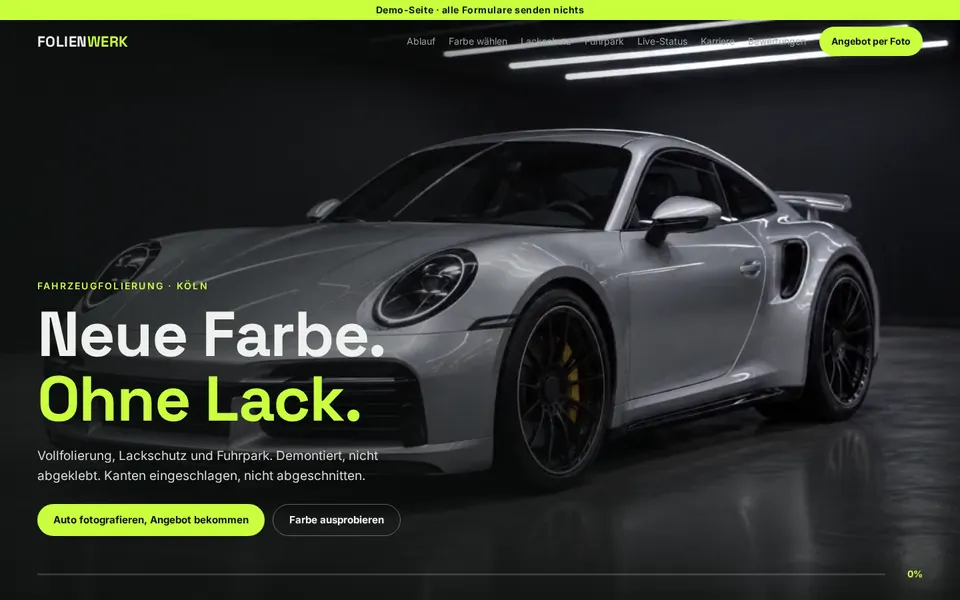 Demo-Seite · alle Formulare senden nichts
FOLIENWERK
Ablauf Farbe wählen Lackschutz Fuhrpark Live-Status Karriere Bewertungen Angebot per Foto
FAHRZEUGFOLIERUNG · KÖLN
Neue Farbe.
Ohne Lack.
Vollfolierung, Lackschutz und Fuhrpark. Demontiert, nicht
abgeklebt. Kanten eingeschlagen, nicht abgeschnitten.
Auto fotografieren, Angebot bekommen Farbe ausprobieren
0%